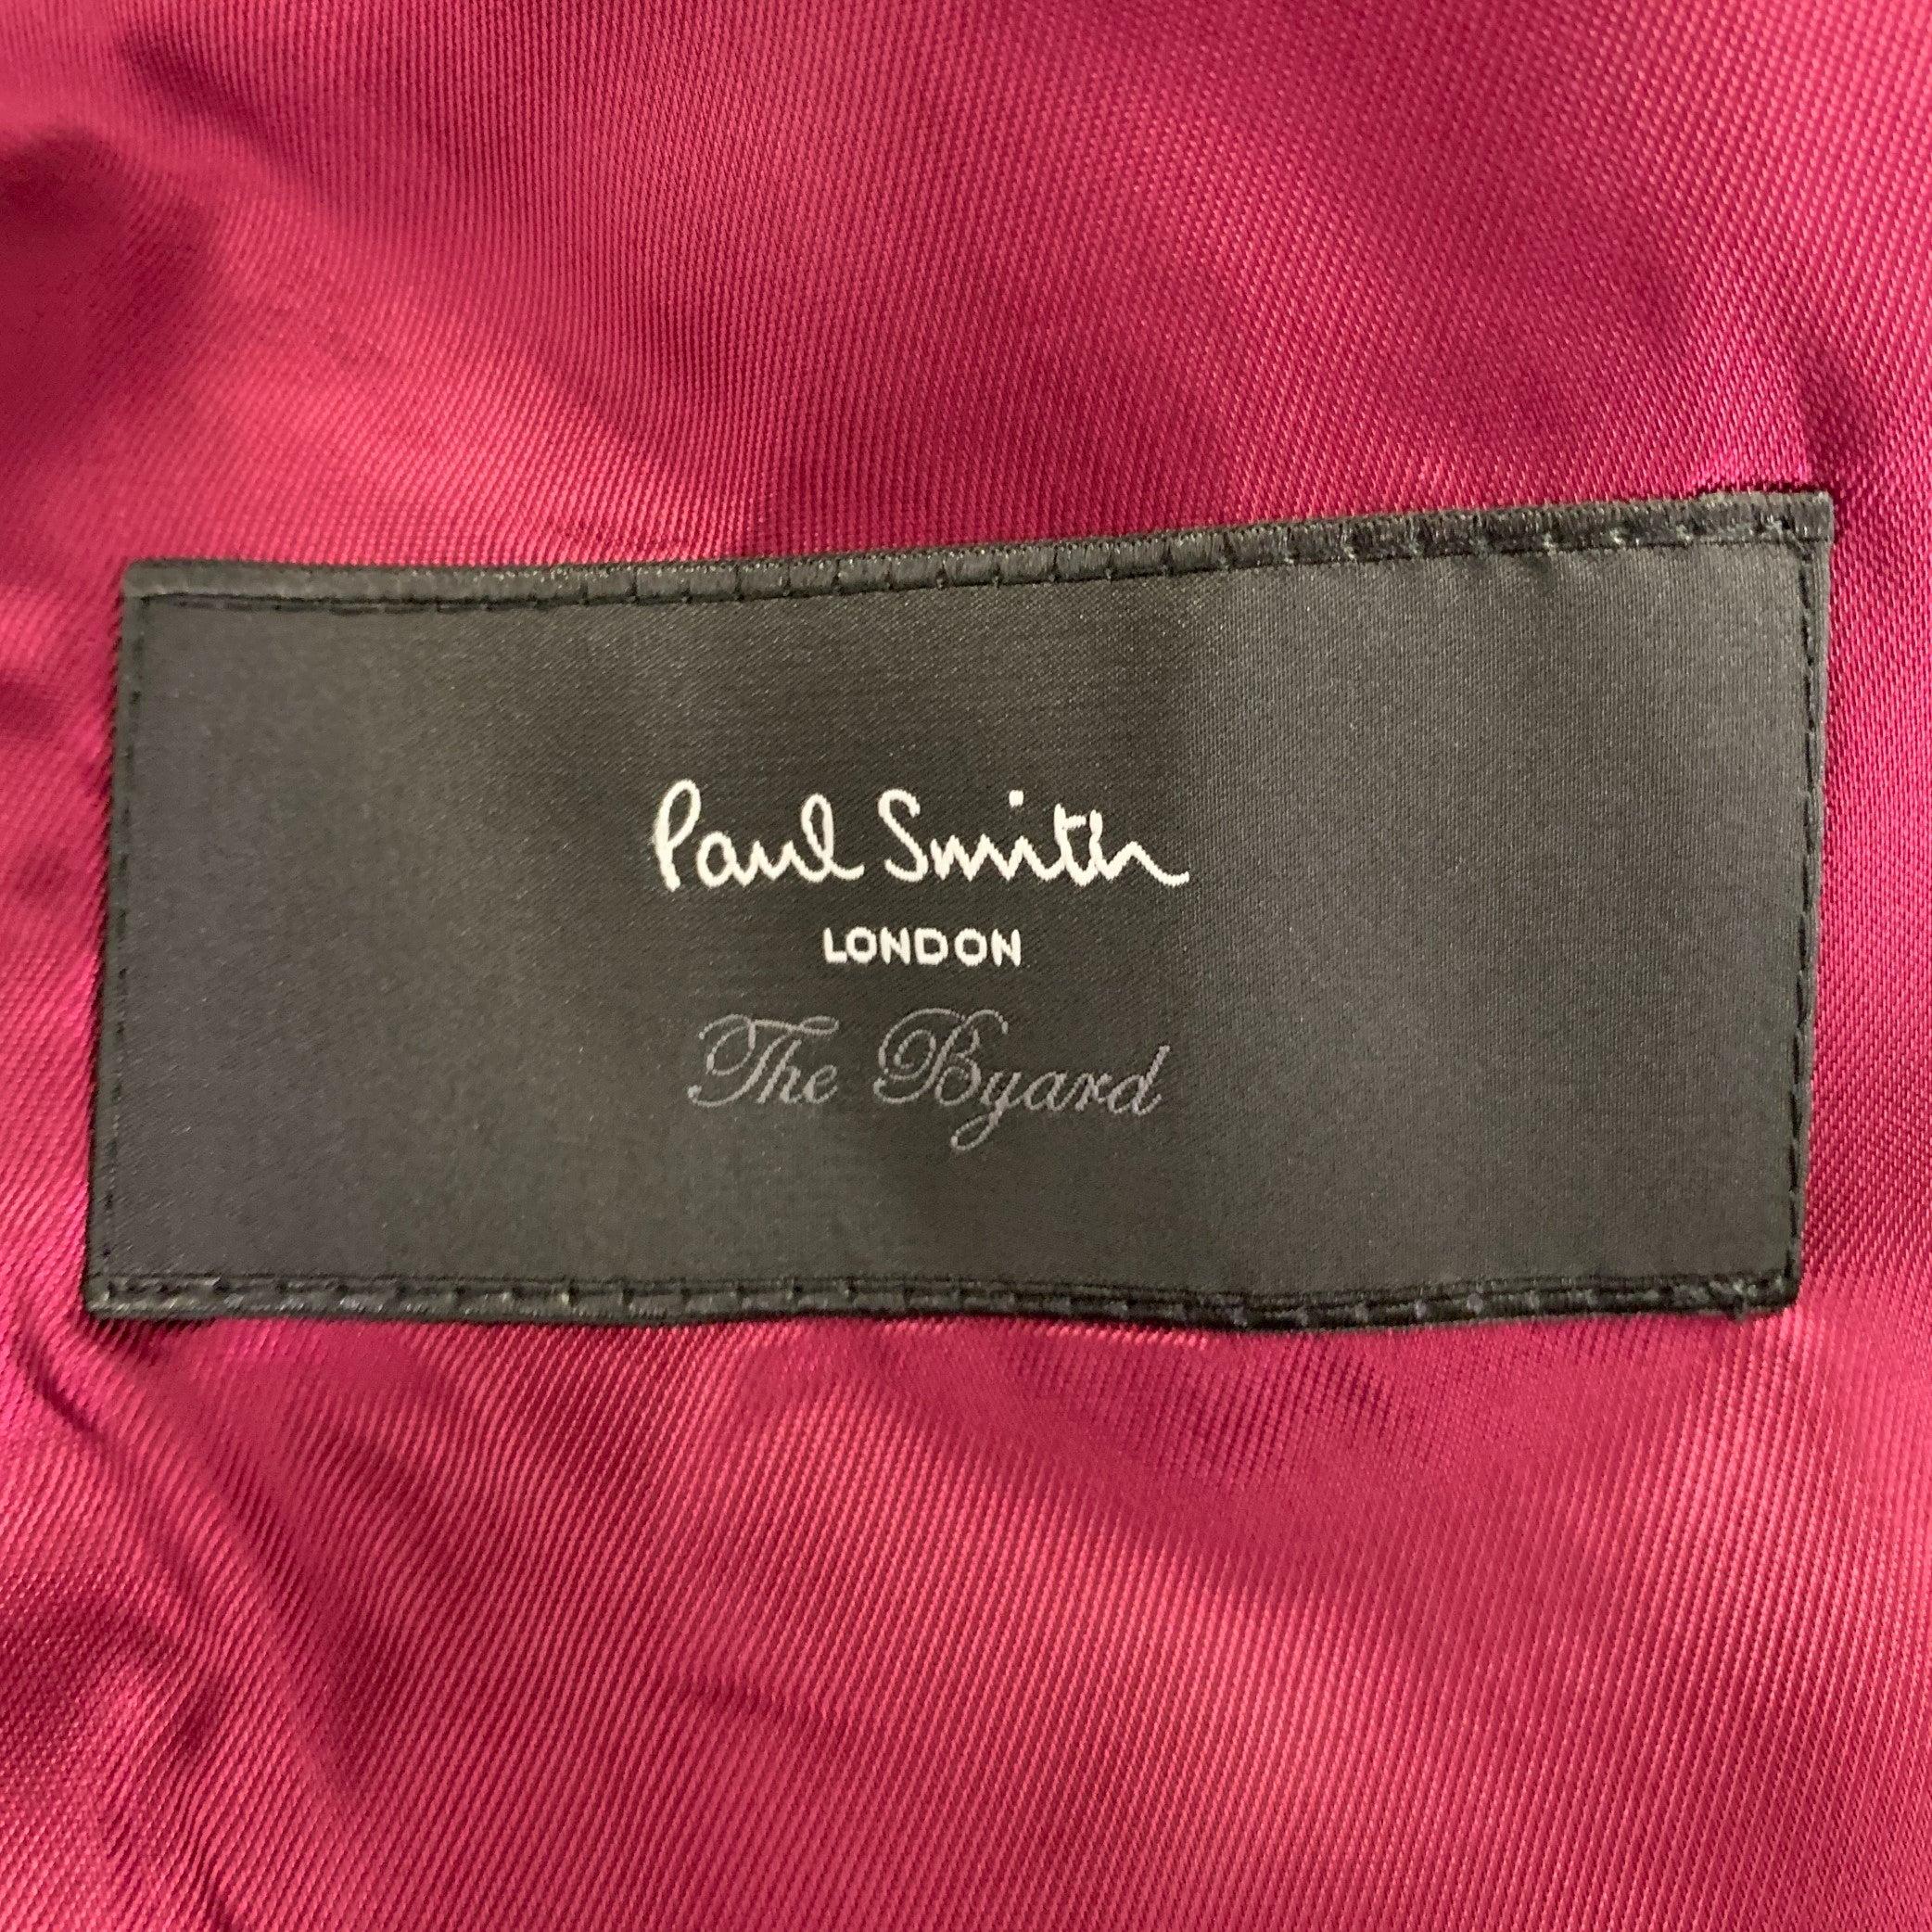 Paul Smith
LONDON
The Byard